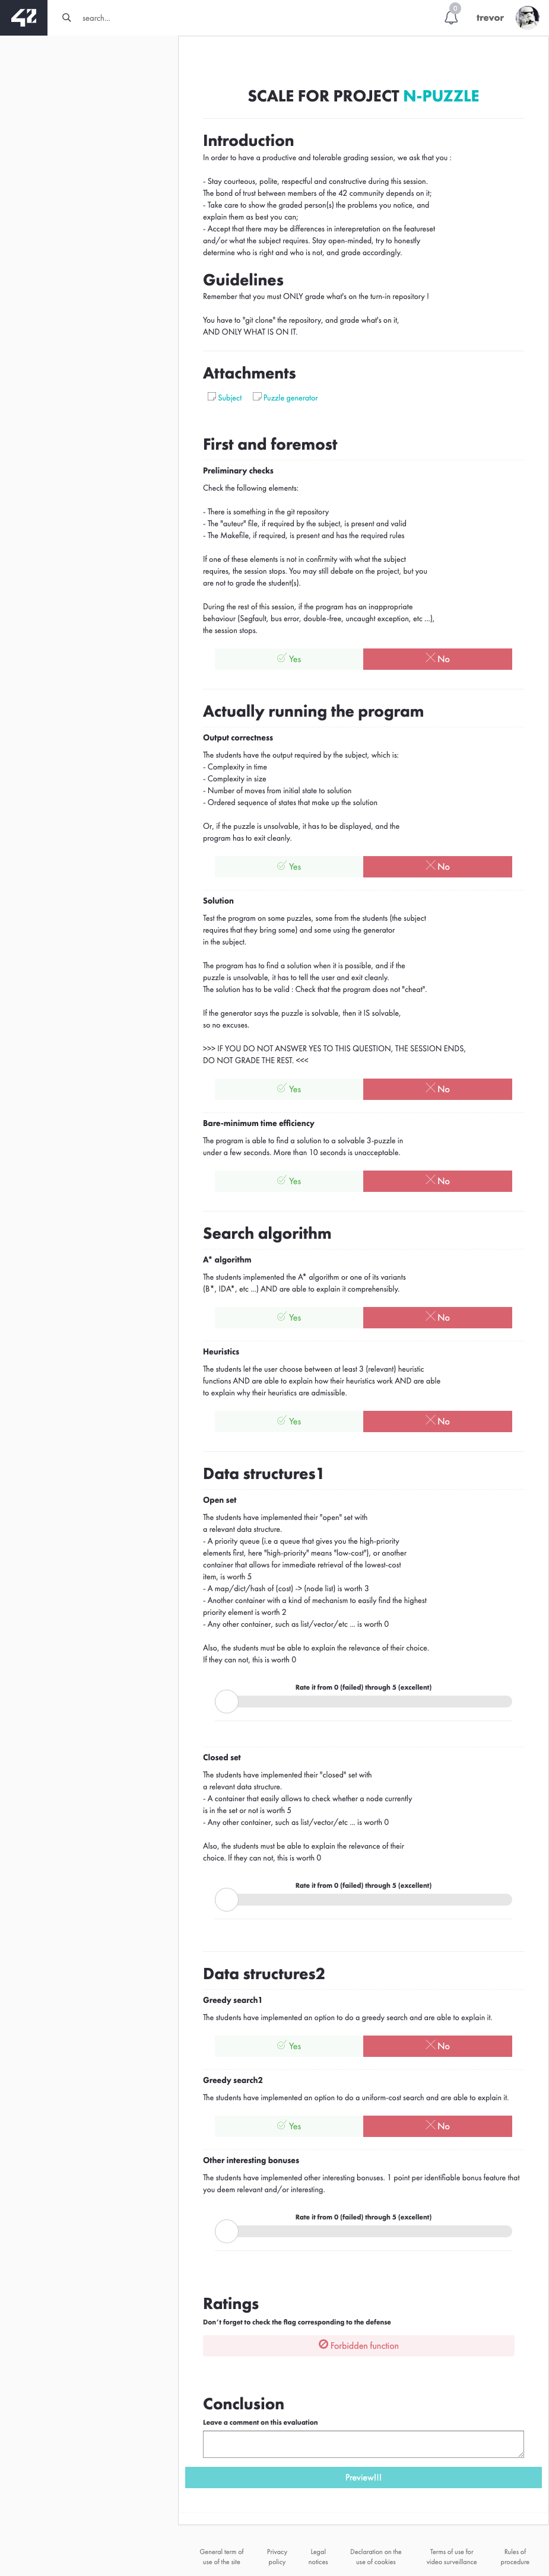 42
search...
0
trevor
SCALE FOR PROJECT N-PUZZLE
Introduction
In order to have a productive and tolerable grading session, we ask that you :
- Stay courteous, polite, respectful and constructive during this session.
The bond of trust between members of the 42 community depends on it;
- Take care to show the graded person(s) the problems you notice, and
explain them as best you can;
- Accept that there may be differences in interepretation on the featureset
and/or what the subject requires. Stay open-minded, try to honestly
determine who is right and who is not, and grade accordingly.
Guidelines
Remember that you must ONLY grade what's on the turn-in repository !
You have to "git clone" the repository, and grade what's on it,
AND ONLY WHAT IS ON IT.
Attachments
Subject
Puzzle generator
First and foremost
Preliminary checks
Check the following elements:
- There is something in the git repository
- The "auteur" file, if required by the subject, is present and valid
- The Makefile, if required, is present and has the required rules
If one of these elements is not in confirmity with what the subject
requires, the session stops. You may still debate on the project, but you
are not to grade the student(s).
During the rest of this session, if the program has an inappropriate
behaviour (Segfault, bus error, double-free, uncaught exception, etc ...),
the session stops.
Yes
No
Actually running the program
Output correctness
The students have the output required by the subject, which is:
- Complexity in time
- Complexity in size
- Number of moves from initial state to solution
- Ordered sequence of states that make up the solution
Or, if the puzzle is unsolvable, it has to be displayed, and the
program has to exit cleanly.
Yes
No
Solution
Test the program on some puzzles, some from the students (the subject
requires that they bring some) and some using the generator
in the subject.
The program has to find a solution when it is possible, and if the
puzzle is unsolvable, it has to tell the user and exit cleanly.
The solution has to be valid : Check that the program does not "cheat".
If the generator says the puzzle is solvable, then it IS solvable,
so no excuses.
>>> IF YOU DO NOT ANSWER YES TO THIS QUESTION, THE SESSION ENDS,
DO NOT GRADE THE REST. <<<
Yes
No
Bare-minimum time efficiency
The program is able to find a solution to a solvable 3-puzzle in
under a few seconds. More than 10 seconds is unacceptable.
Yes
No
Search algorithm
A* algorithm
The students implemented the A* algorithm or one of its variants
(B*, IDA*, etc ...) AND are able to explain it comprehensibly.
Yes
No
Heuristics
The students let the user choose between at least 3 (relevant) heuristic
functions AND are able to explain how their heuristics work AND are able
to explain why their heuristics are admissible.
Yes
No
Data structures1
Open set
The students have implemented their "open" set with
a relevant data structure.
- A priority queue (i.e a queue that gives you the high-priority
elements first, here "high-priority" means "low-cost"), or another
container that allows for immediate retrieval of the lowest-cost
item, is worth 5
- A map/dict/hash of (cost) -> (node list) is worth 3
- Another container with a kind of mechanism to easily find the highest
priority element is worth 2
- Any other container, such as list/vector/etc ... is worth 0
Also, the students must be able to explain the relevance of their choice.
If they can not, this is worth 0
Rate it from 0 (failed) through 5 (excellent)
Closed set
The students have implemented their "closed" set with
a relevant data structure.
- A container that easily allows to check whether a node currently
is in the set or not is worth 5
- Any other container, such as list/vector/etc ... is worth 0
Also, the students must be able to explain the relevance of their
choice. If they can not, this is worth 0
Rate it from 0 (failed) through 5 (excellent)
Data structures2
Greedy search1
The students have implemented an option to do a greedy search and are able to explain it.
Yes
No
Greedy search2
The students have implemented an option to do a uniform-cost search and are able to explain it.
Yes
No
Other interesting bonuses
The students have implemented other interesting bonuses. 1 point per identifiable bonus feature that
you deem relevant and/or interesting.
Rate it from 0 (failed) through 5 (excellent)
Ratings
Don't forget to check the flag corresponding to the defense
Forbidden function
Conclusion
Leave a comment on this evaluation
Preview!!!
General term of
use of the site
Privacy
policy
Legal
notices
Declaration on the
use of cookies
Terms of use for
video surveillance
Rules of
procedure